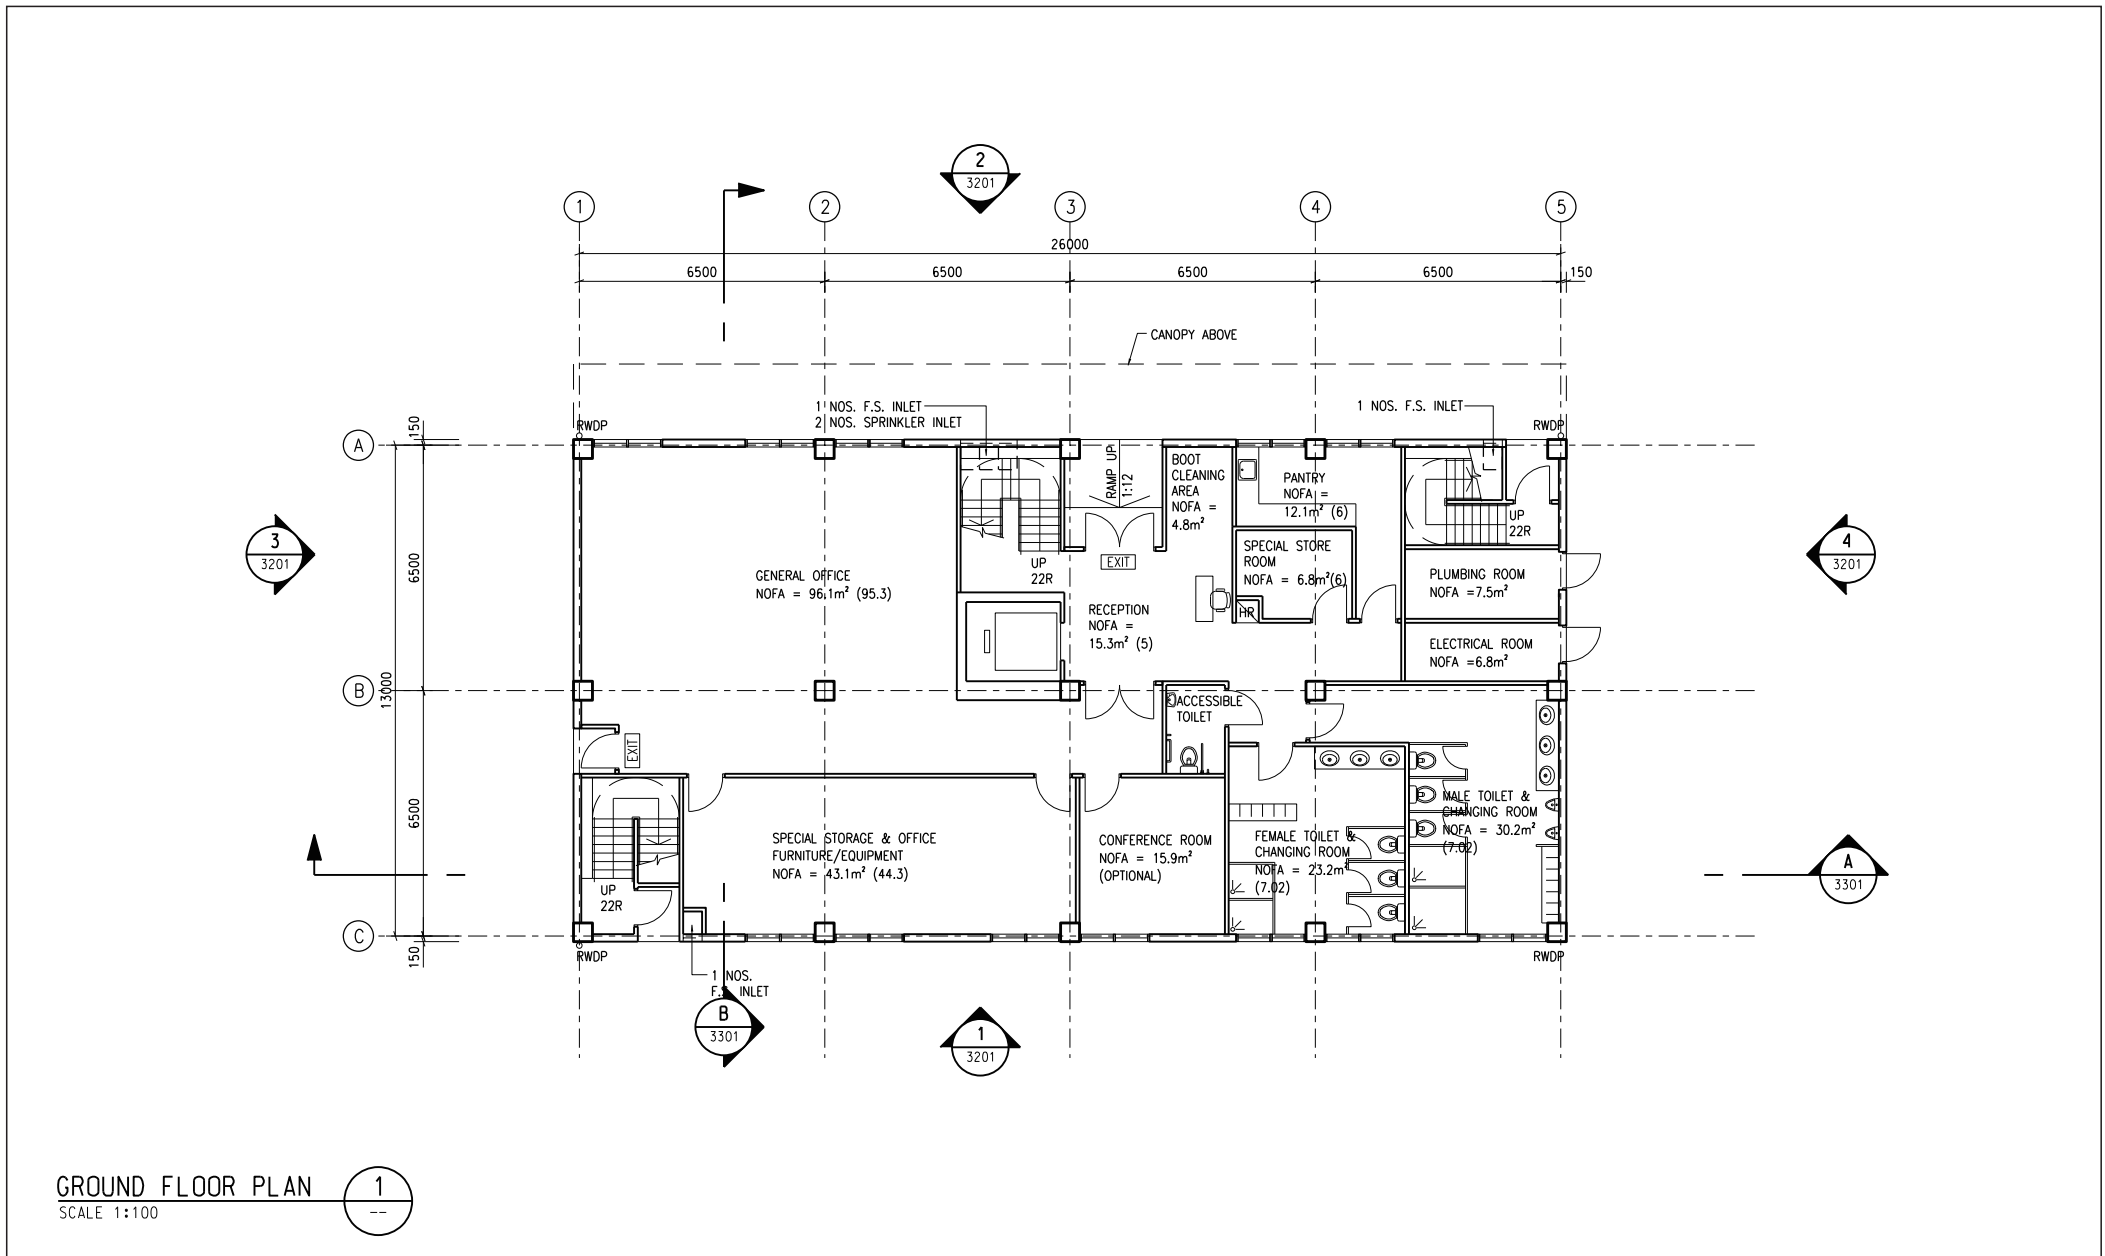 2
3201
1
2
3
4
5
26000
6500
6500
6500
6500
150
CANOPY ABOVE
1 NOS. F.S. INLET
2 NOS. SPRINKLER INLET
1 NOS. F.S. INLET
RWDP
RWDP
150
A
BOOT
CLEANING
AREA
NOFA =
4.8m²
RAMP UP
1:12
PANTRY
NOFA =
12.1m² (6)
UP
22R
3
3201
4
3201
6500
EXIT
SPECIAL STORE
ROOM
NOFA = 6.8m²(6)
UP
22R
GENERAL OFFICE
NOFA = 96.1m² (95.3)
PLUMBING ROOM
NOFA =7.5m²
HR
RECEPTION
NOFA =
15.3m² (5)
ELECTRICAL ROOM
NOFA =6.8m²
B
13000
ACCESSIBLE
TOILET
EXIT
6500
MALE TOILET &
CHANGING ROOM
NOFA = 30.2m²
(7.02)
SPECIAL STORAGE & OFFICE
FURNITURE/EQUIPMENT
NOFA = 43.1m² (44.3)
CONFERENCE ROOM
NOFA = 15.9m²
(OPTIONAL)
FEMALE TOILET &
CHANGING ROOM
NOFA = 23.2m²
(7.02)
A
3301
UP
22R
C
150
RWDP
RWDP
1 NOS.
F.S. INLET
B
3301
1
3201
GROUND FLOOR PLAN
1
--
SCALE 1:100